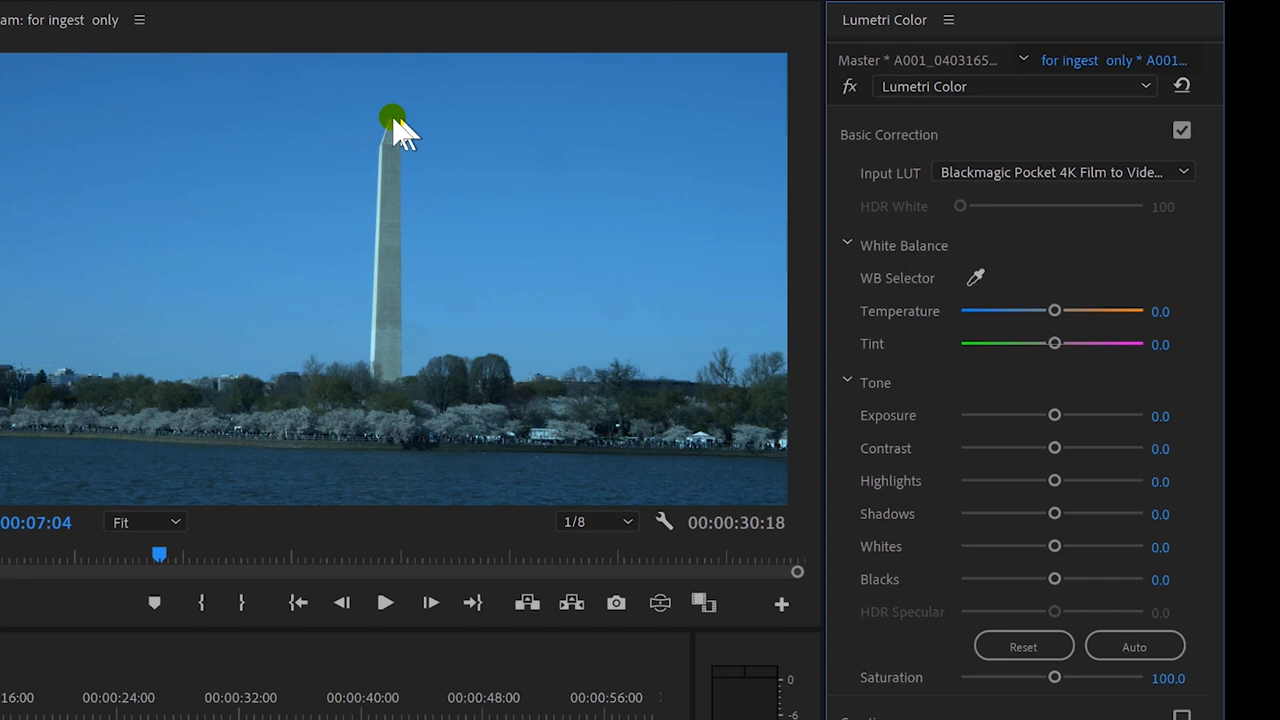 am: for ingest only
Lumetri Color
Master * A001_0403165...
for ingest only * A001...
fx
Lumetri Color
Basic Correction
Input LUT
Blackmagic Pocket 4K Film to Vide...
HDR White
100
White Balance
WB Selector
Temperature
0.0
Tint
0.0
Tone
Exposure
0.0
Contrast
0.0
Highlights
0.0
Shadows
0.0
Whites
0.0
Blacks
0.0
HDR Specular
0.0
Reset
Auto
Saturation
100.0
00:00:07:04
Fit
1/8
00:00:30:18
16:00
00:00:24:00
00:00:32:00
00:00:40:00
00:00:48:00
00:00:56:00
0
-6